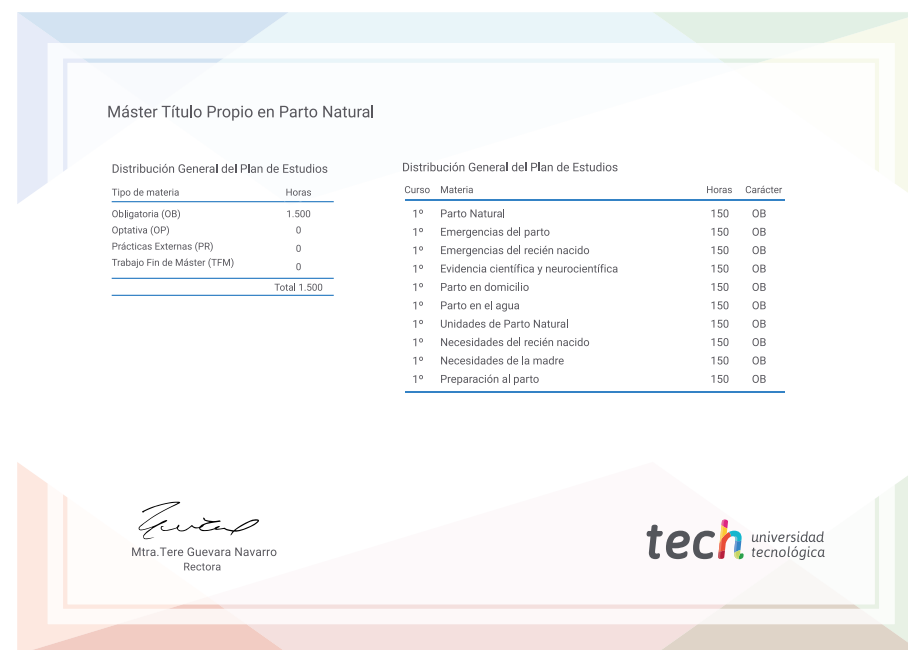 Máster Título Propio en Parto Natural
Distribución General del Plan de Estudios
Tipo de materia Horas
Obligatoria (OB) 1.500
Optativa (OP) 0
Prácticas Externas (PR) 0
Trabajo Fin de Máster (TFM) 0
Total 1.500
Distribución General del Plan de Estudios
Curso Materia Horas Carácter
1º Parto Natural 150 OB
1º Emergencias del parto 150 OB
1º Emergencias del recién nacido 150 OB
1º Evidencia científica y neurocientífica 150 OB
1º Parto en domicilio 150 OB
1º Parto en el agua 150 OB
1º Unidades de Parto Natural 150 OB
1º Necesidades del recién nacido 150 OB
1º Necesidades de la madre 150 OB
1º Preparación al parto 150 OB
Mtra.Tere Guevara Navarro
Rectora
tech universidad
tecnológica